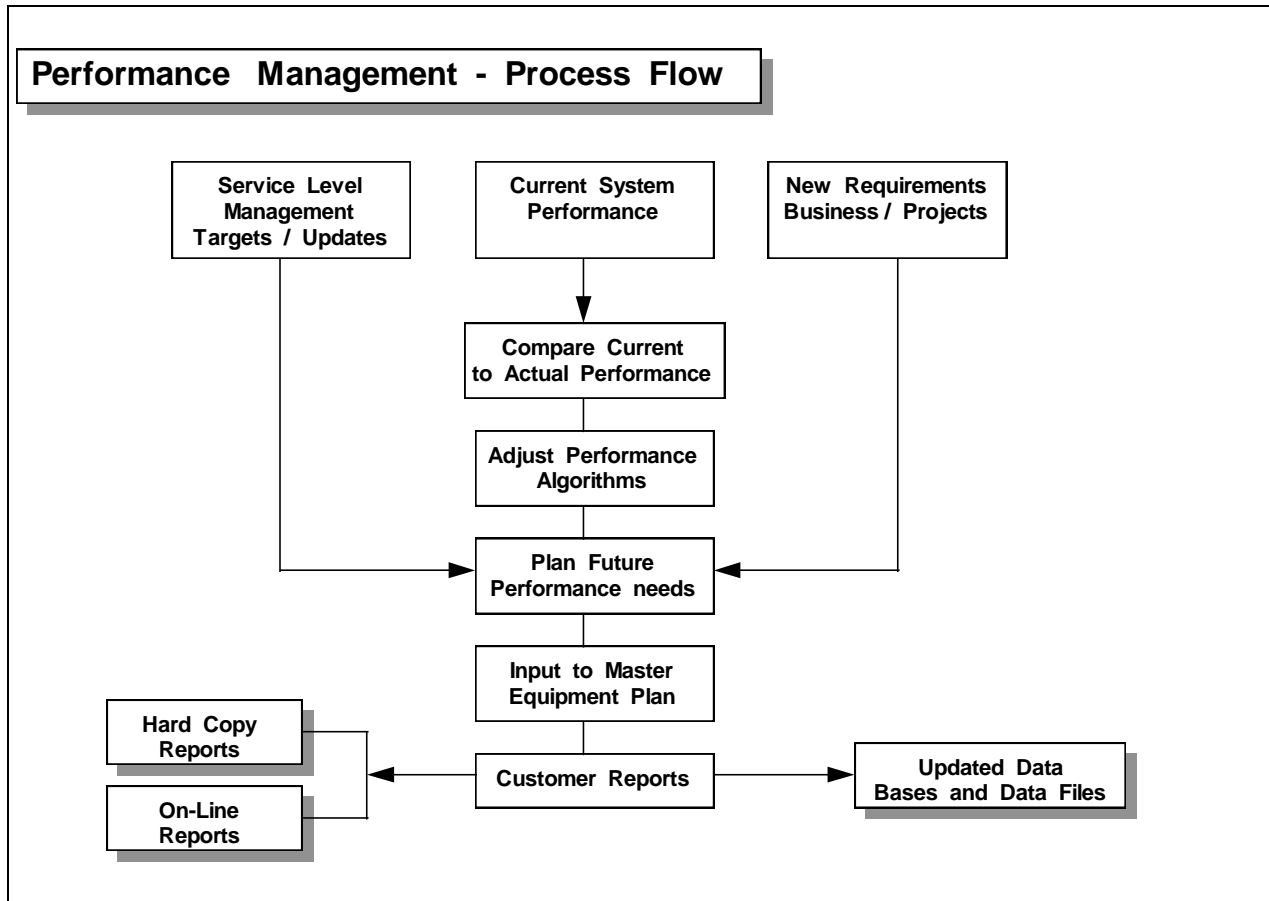 Performance Management - Process Flow
Service Level
Management
Targets / Updates
Current System
Performance
New Requirements
Business / Projects
Compare Current
to Actual Performance
Adjust Performance
Algorithms
Plan Future
Performance needs
Input to Master
Equipment Plan
Hard Copy
Reports
Customer Reports
Updated Data
Bases and Data Files
On-Line
Reports